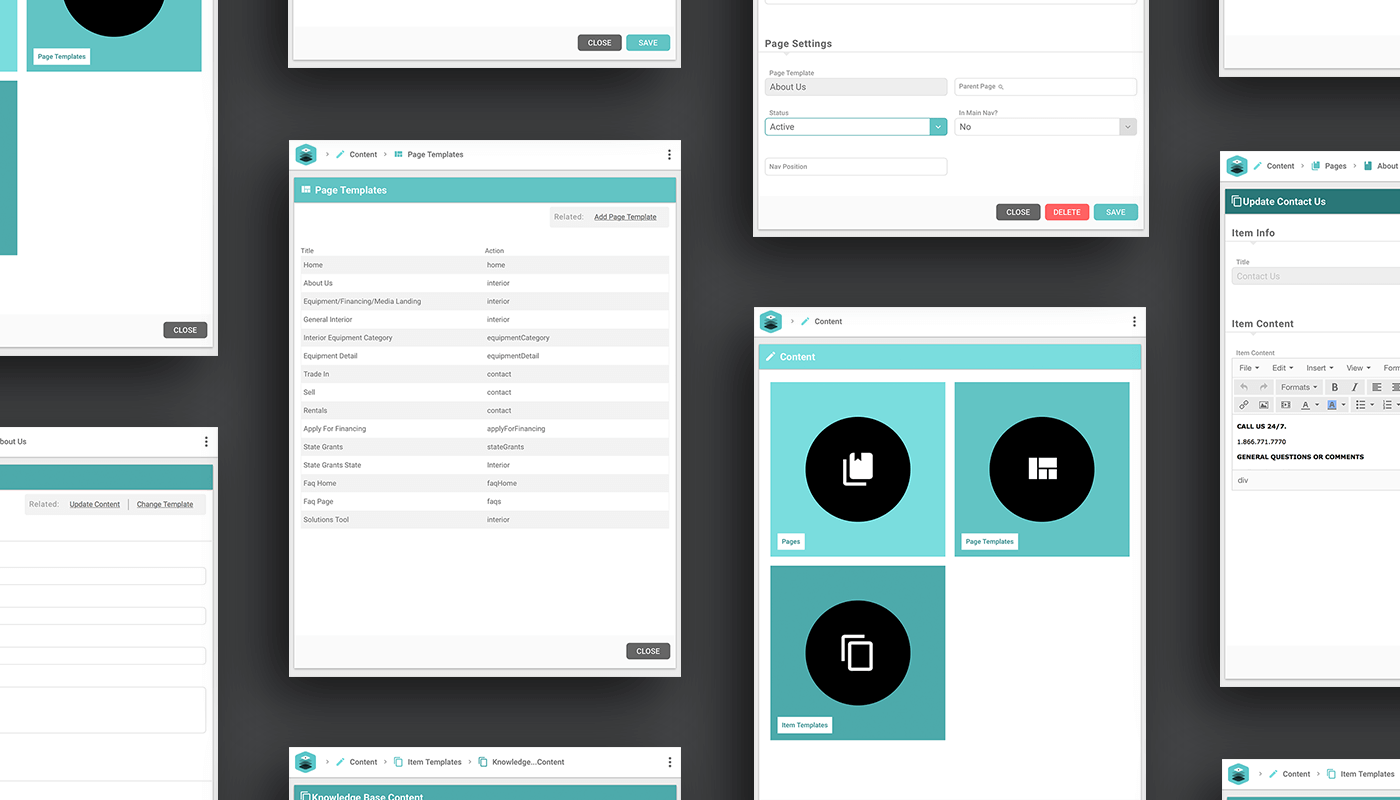 Page Templates
CLOSE
bout Us
Related: Update Content | Change Template
CLOSE SAVE
Content Page Templates
Page Templates
Related: Add Page Template
Title Action
Home home
About Us interior
Equipment/Financing/Media Landing interior
General Interior interior
Interior Equipment Category equipmentCategory
Equipment Detail equipmentDetail
Trade In contact
Sell contact
Rentals contact
Apply For Financing applyForFinancing
State Grants stateGrants
State Grants State Interior
Faq Home faqHome
Faq Page faqs
Solutions Tool interior
CLOSE
Content Item Templates Knowledge...Content
Knowledge Base Content
Page Settings
Page Template
About Us Parent Page
Status In Main Nav?
Active No
Nav Position
CLOSE DELETE SAVE
Content
Content
Pages
Page Templates
Item Templates
Content Pages About
Update Contact Us
Item Info
Title
Contact Us
Item Content
Item Content
File Edit Insert View Form
Formats B I
A A
CALL US 24/7.
1.866.771.7770
GENERAL QUESTIONS OR COMMENTS
div
Content Item Templates